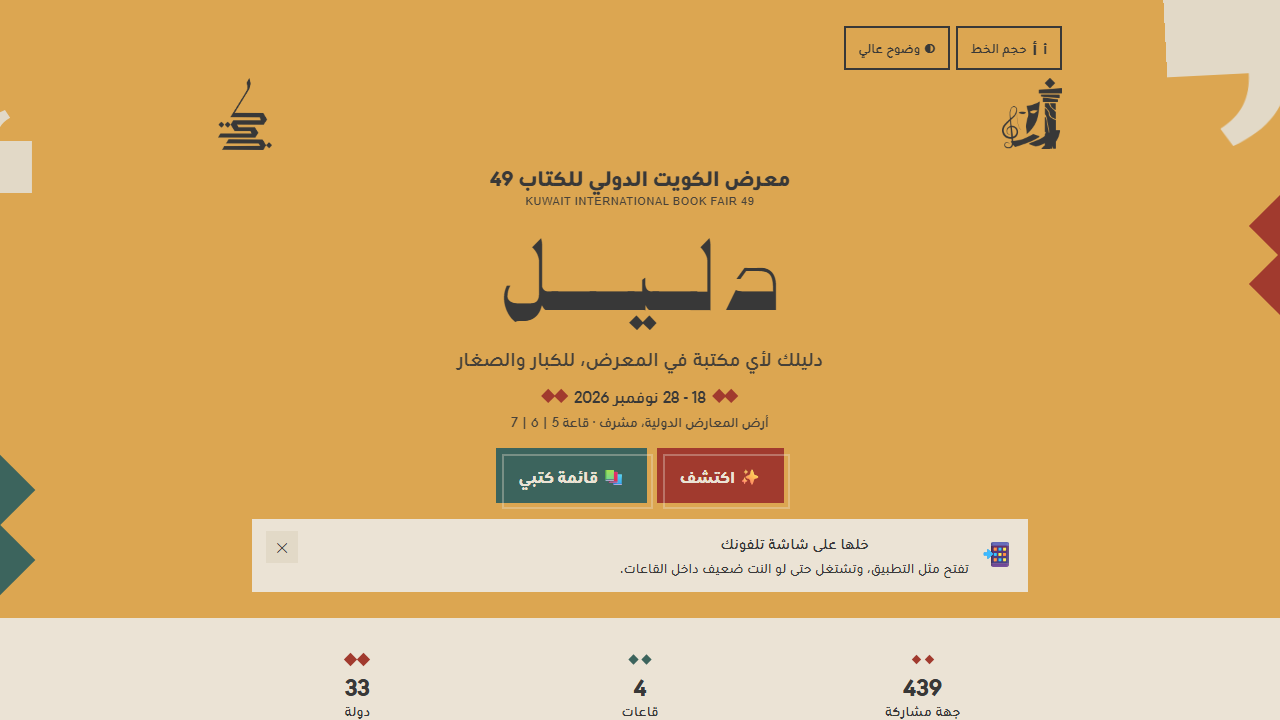 أ أ حجم الخط
وضوح عالي
معرض الكويت الدولي للكتاب 49
KUWAIT INTERNATIONAL BOOK FAIR 49
دليل
دليلك لأي مكتبة في المعرض، للكبار والصغار
18 - 28 نوفمبر 2026
أرض المعارض الدولية، مشرف · قاعة 5 | 6 | 7
اكتشف
قائمة كتبي
خلها على شاشة تلفونك
تفتح مثل التطبيق، وتشتغل حتى لو النت ضعيف داخل القاعات.
439
جهة مشاركة
4
قاعات
33
دولة